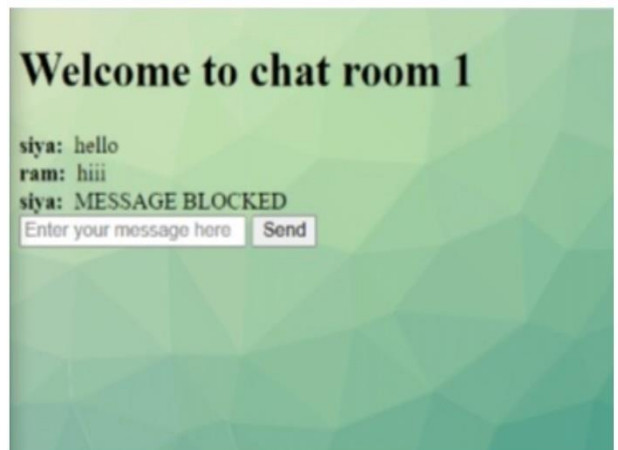 Welcome to chat room 1
siya: hello
ram: hiii
siya: MESSAGE BLOCKED
Enter your message here Send